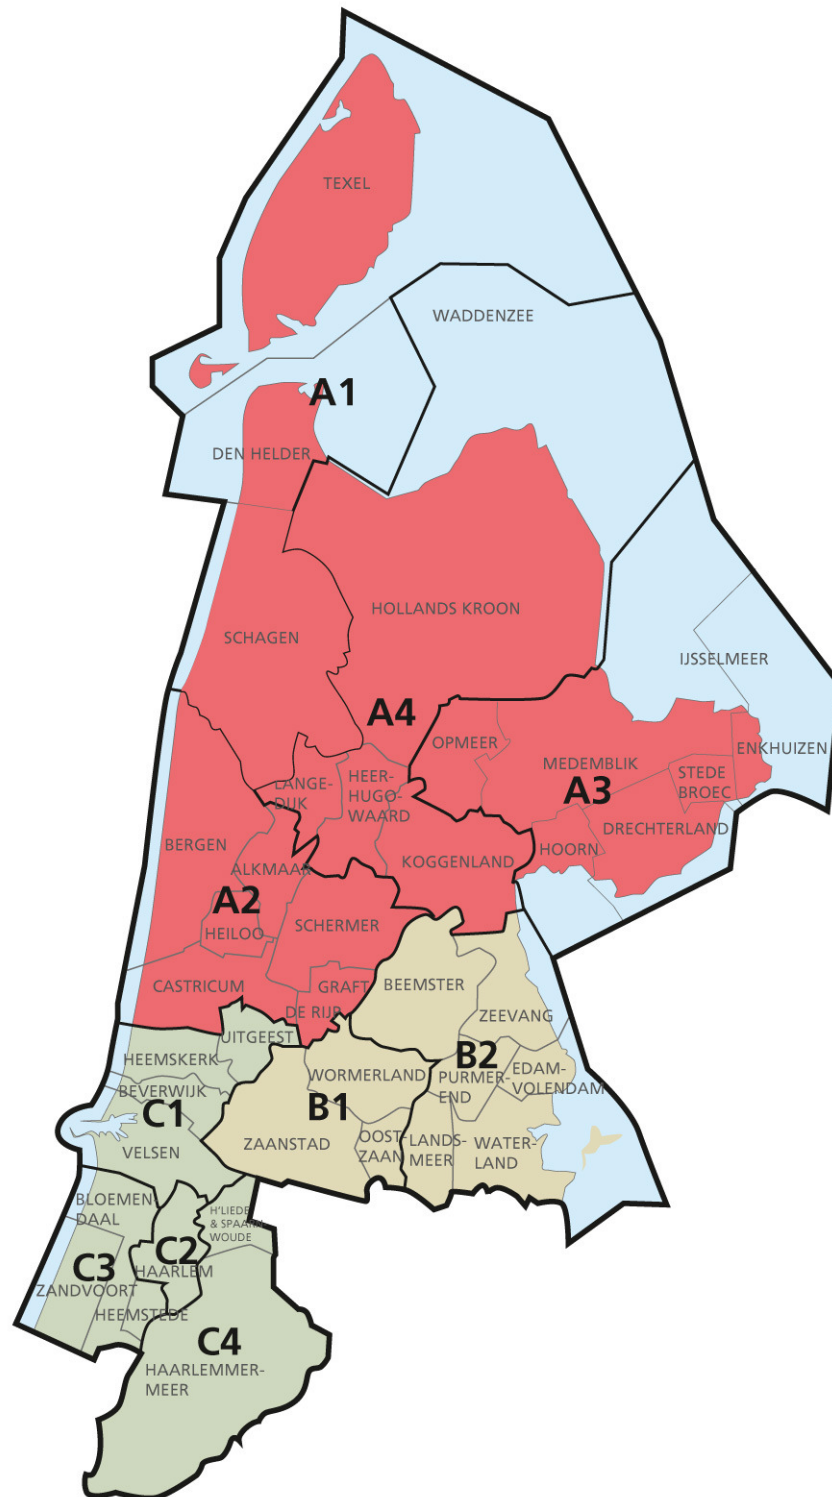 TEXEL
WADDENZEE
A1
DEN HELDER
HOLLANDS KROON
SCHAGEN
IJSSELMEER
A4
OPMEER
ENKHUIZEN
MEDEMBLIK
STEDE
BROEC
A3
LANGE-
DIJK
HEER-
HUGO-
WAARD
DRECHTERLAND
HOORN
BERGEN
KOGGENLAND
ALKMAAR
A2
HEILOO
SCHERMER
CASTRICUM
GRAFT
DE RIJP
BEEMSTER
ZEEVANG
UITGEEST
HEEMSKERK
B2
EDAM-
VOLENDAM
WORMERLAND
PURMER-
END
BEVERWIJK
C1
B1
VELSEN
ZAANSTAD
OOST-
ZAAN
LANDS-
MEER
WATER-
LAND
BLOEMEN
DAAL
H'LIEDE
& SPAARN
WOUDE
C2
C3
HAARLEM
ZANDVOORT
HEEMSTEDE
C4
HAARLEMMER-
MEER